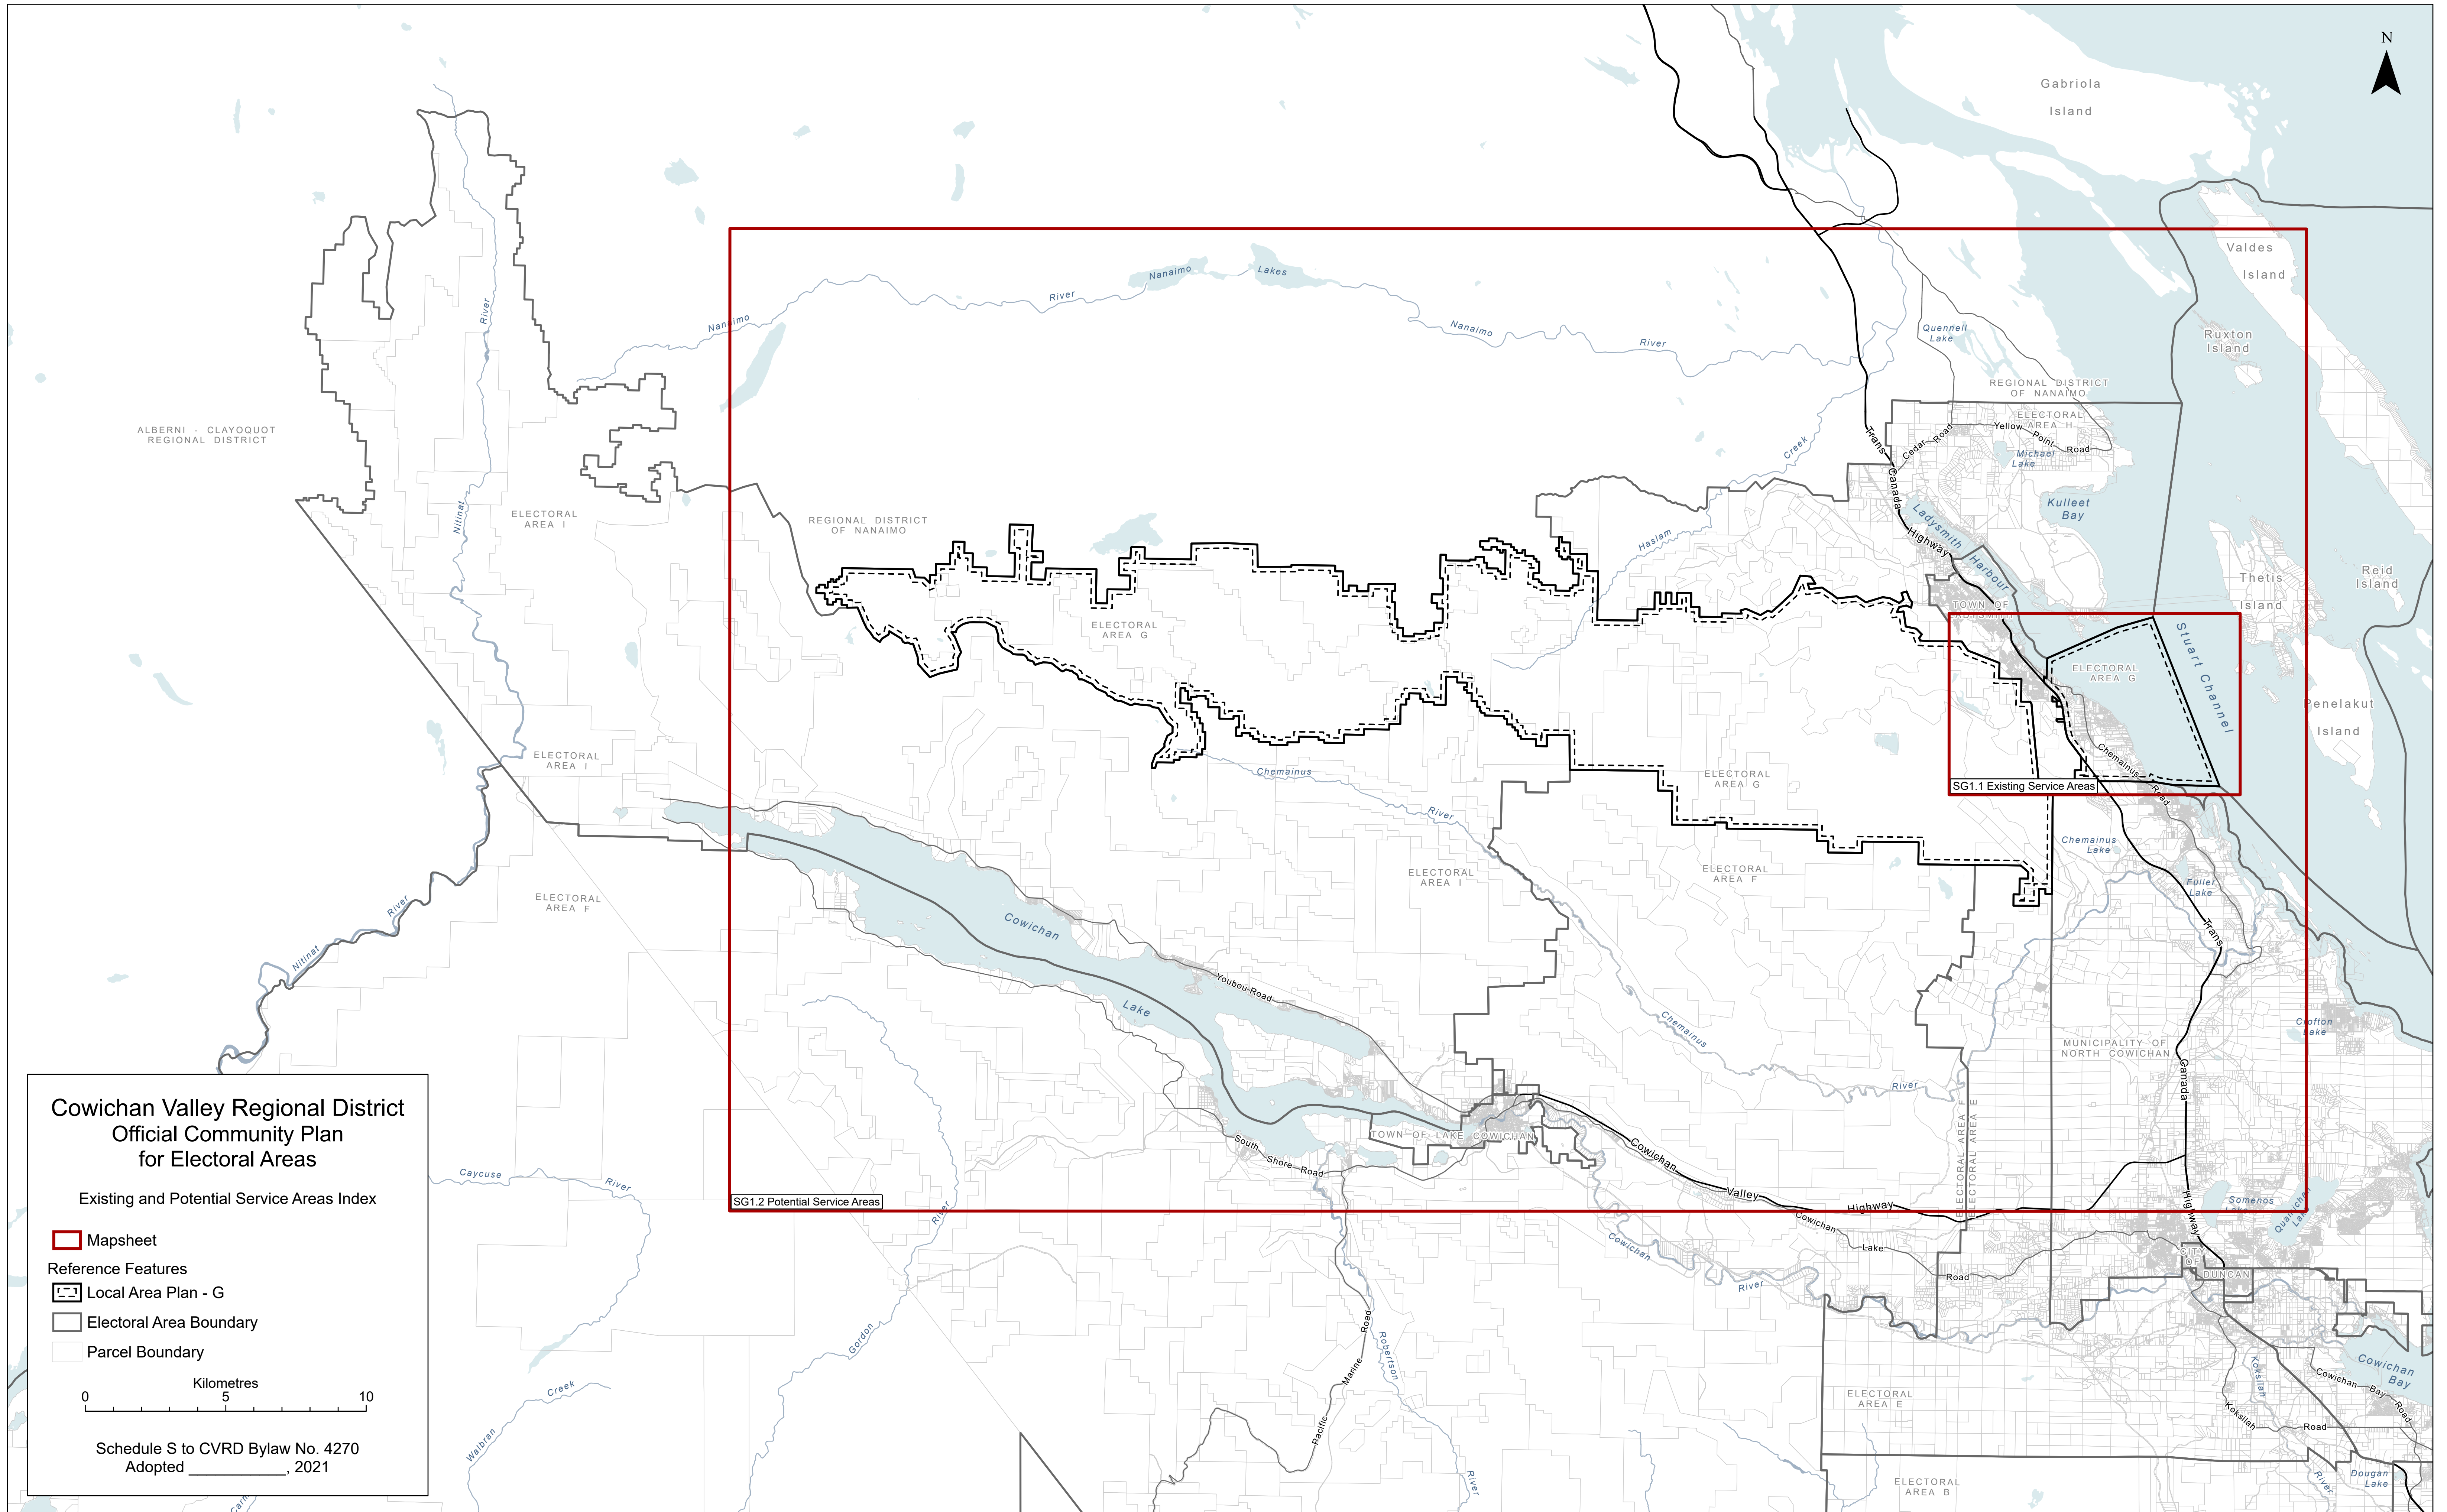 N
Gabriola
Island
Valdes
Island
Nanaimo
Lakes
River
Nanaimo
River
Nanaimo
River
Quennell
Lake
Ruxton
Island
REGIONAL DISTRICT
OF NANAIMO
ELECTORAL
AREA H
Trans
Cedar
Road
Yellow
Point
Road
Michael
Lake
Creek
Canada
ALBERNI - CLAYOQUOT
REGIONAL DISTRICT
Kulleet
Bay
ELECTORAL
AREA I
Nitinat
REGIONAL DISTRICT
OF NANAIMO
Haslam
Ladysmith
Harbour
Highway
Thetis
Island
Reid
Island
TOWN OF
LADYSMITH
ELECTORAL
AREA G
ELECTORAL
AREA G
Stuart Channel
Penelakut
Island
ELECTORAL
AREA I
Chemainus
River
ELECTORAL
AREA G
Chemainus
Road
SG1.1 Existing Service Areas
Chemainus
Lake
ELECTORAL
AREA F
ELECTORAL
AREA I
ELECTORAL
AREA F
Fuller
Lake
River
Nitinat
Cowichan
Lake
Youbou Road
Trans
Canada
Highway
Chemainus
River
Crofton
Lake
MUNICIPALITY OF
NORTH COWICHAN
ELECTORAL AREA F
ELECTORAL AREA E
TOWN OF LAKE COWICHAN
South
Shore Road
Cowichan
Valley
Highway
Caycuse
River
River
SG1.2 Potential Service Areas
Somenos
Lake
Quamichan
Lake
Cowichan
Lake
Road
Cowichan
River
CITY
OF
DUNCAN
Gordon
Robertson
River
Pacific
Marine
Road
Creek
Walbran
ELECTORAL
AREA E
Koksilah
River
Cowichan
Bay
Cowichan Bay
Road
Koksilah
Road
Dougan
Lake
ELECTORAL
AREA B
Cowichan Valley Regional District
Official Community Plan
for Electoral Areas
Existing and Potential Service Areas Index
Mapsheet
Reference Features
Local Area Plan - G
Electoral Area Boundary
Parcel Boundary
Kilometres
0 5 10
Schedule S to CVRD Bylaw No. 4270
Adopted ____________, 2021